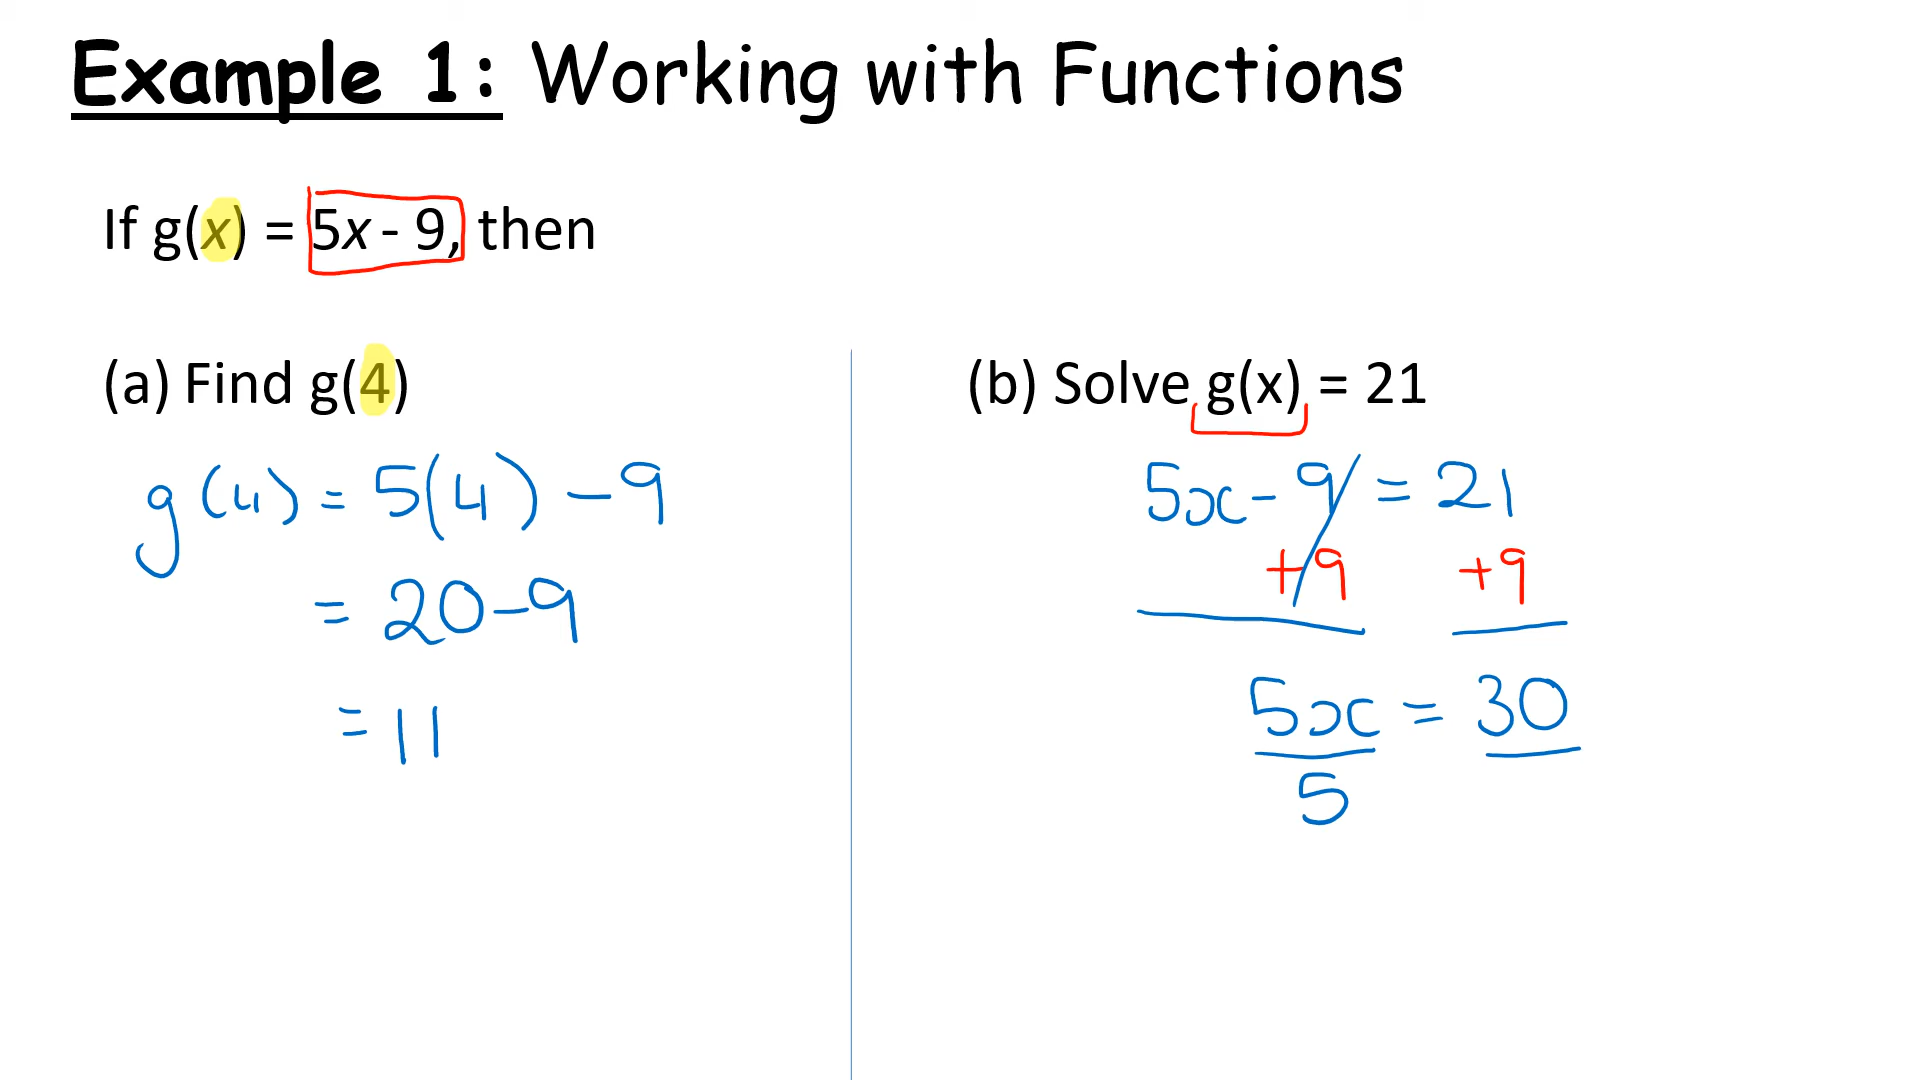 Example 1: Working with Functions
If g(x) = 5x - 9, then
(a) Find g(4)
g(4) = 5(4) - 9
= 20 - 9
= 11
(b) Solve g(x) = 21
5x - 9 = 21
+9 +9
5x = 30
5